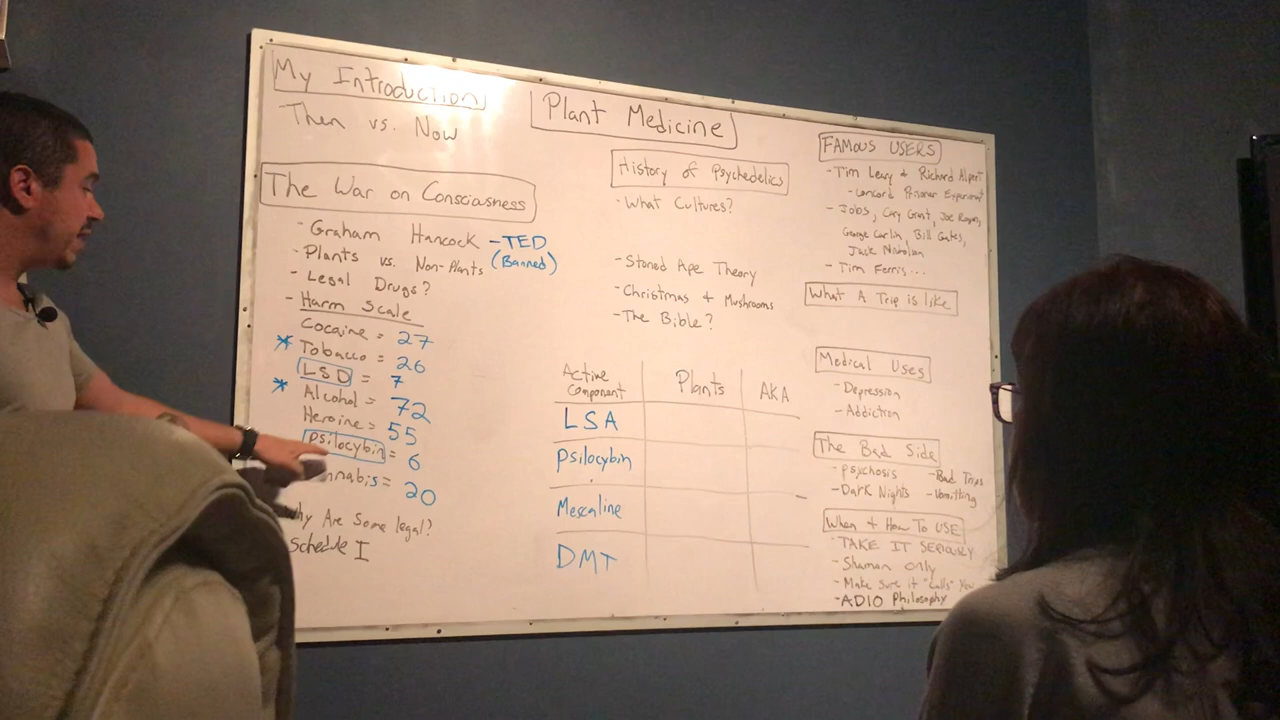 My Introduction
Then vs. Now
The War on Consciousness
- Graham Hancock - TED
(Banned)
- Plants vs. Non-Plants
- Legal Drugs?
- Harm Scale
Cocaine = 27
* Tobacco = 26
LSD = 7
* Alcohol = 72
Heroine = 55
Psilocybin = 6
nnabis = 20
hy Are Some legal?
Schedule I
Plant Medicine
History of Psychedelics
- What Cultures?
- Stoned Ape Theory
- Christmas + Mushrooms
- The Bible?
Active Component Plants AKA
LSA
Psilocybin
Mescaline
DMT
FAMOUS USERS
- Tim Leary & Richard Alpert
- Concord Prisoner Experiment
- Jobs, Cary Grant, Joe Rogan,
George Carlin, Bill Gates,
Jack Nicholson
- Tim Ferris...
What A Trip is like
Medical Uses
- Depression
- Addiction
The Bad Side
- psychosis - Bad Trips
- Dark Nights - Vomitting
When + How To USE
- TAKE IT SERIOUSLY
- Shaman only
- Make sure it "calls" You
- ADIO Philosophy